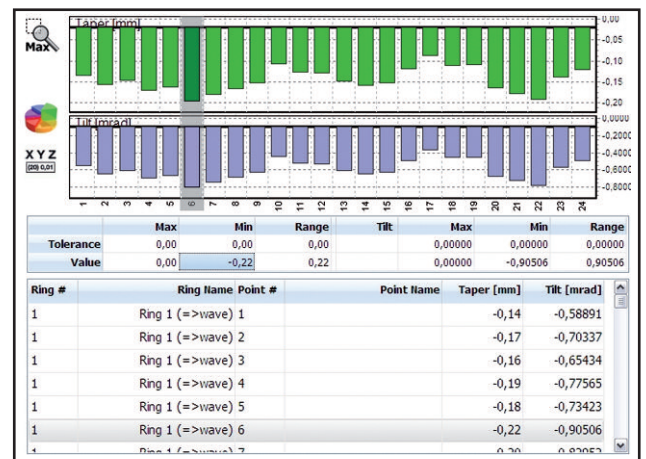 Taper [mm]
Max
0,00
-0,05
-0,10
-0,15
-0,20
Tilt [mrad]
0,0000
-0,2000
-0,4000
-0,6000
-0,8000
X Y Z
(20) 0,01
1 2 3 4 5 6 7 8 9 10 11 12 13 14 15 16 17 18 19 20 21 22 23 24
Max Min Range Tilt Max Min Range
Tolerance 0,00 0,00 0,00 0,00000 0,00000 0,00000
Value 0,00 -0,22 0,22 0,00000 -0,90506 0,90506
Ring # Ring Name Point # Point Name Taper [mm] Tilt [mrad]
1 Ring 1 (=>wave) 1 -0,14 -0,58891
1 Ring 1 (=>wave) 2 -0,17 -0,70337
1 Ring 1 (=>wave) 3 -0,16 -0,65434
1 Ring 1 (=>wave) 4 -0,19 -0,77565
1 Ring 1 (=>wave) 5 -0,18 -0,73423
1 Ring 1 (=>wave) 6 -0,22 -0,90506
1 Ring 1 (=>wave) 7